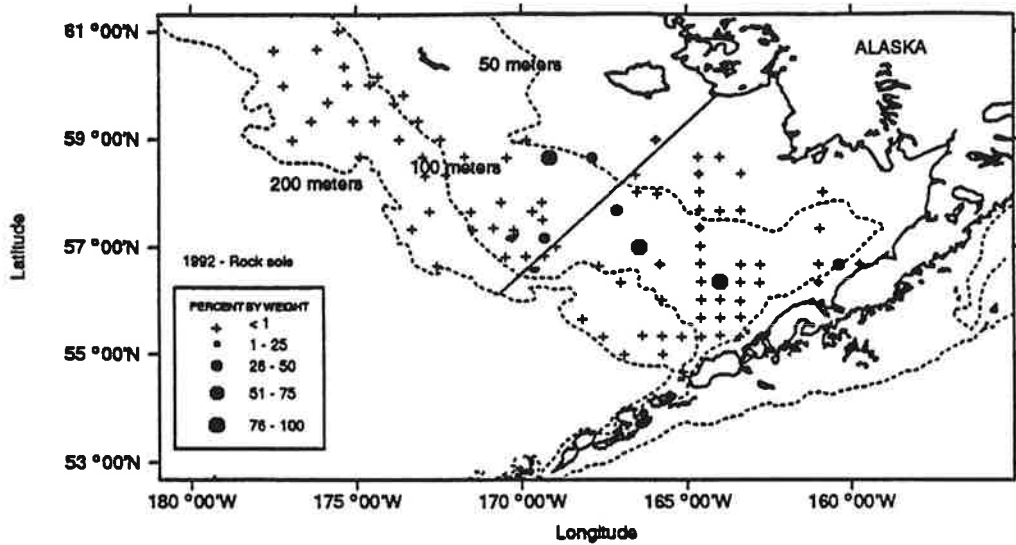 61 °00'N
59 °00'N
57 °00'N
55 °00'N
53 °00'N
Latitude
ALASKA
50 meters
100 meters
200 meters
1992 - Rock sole
PERCENT BY WEIGHT
< 1
1 - 25
26 - 50
51 - 75
76 - 100
180 °00'W
175 °00'W
170 °00'W
165 °00'W
160 °00'W
Longitude